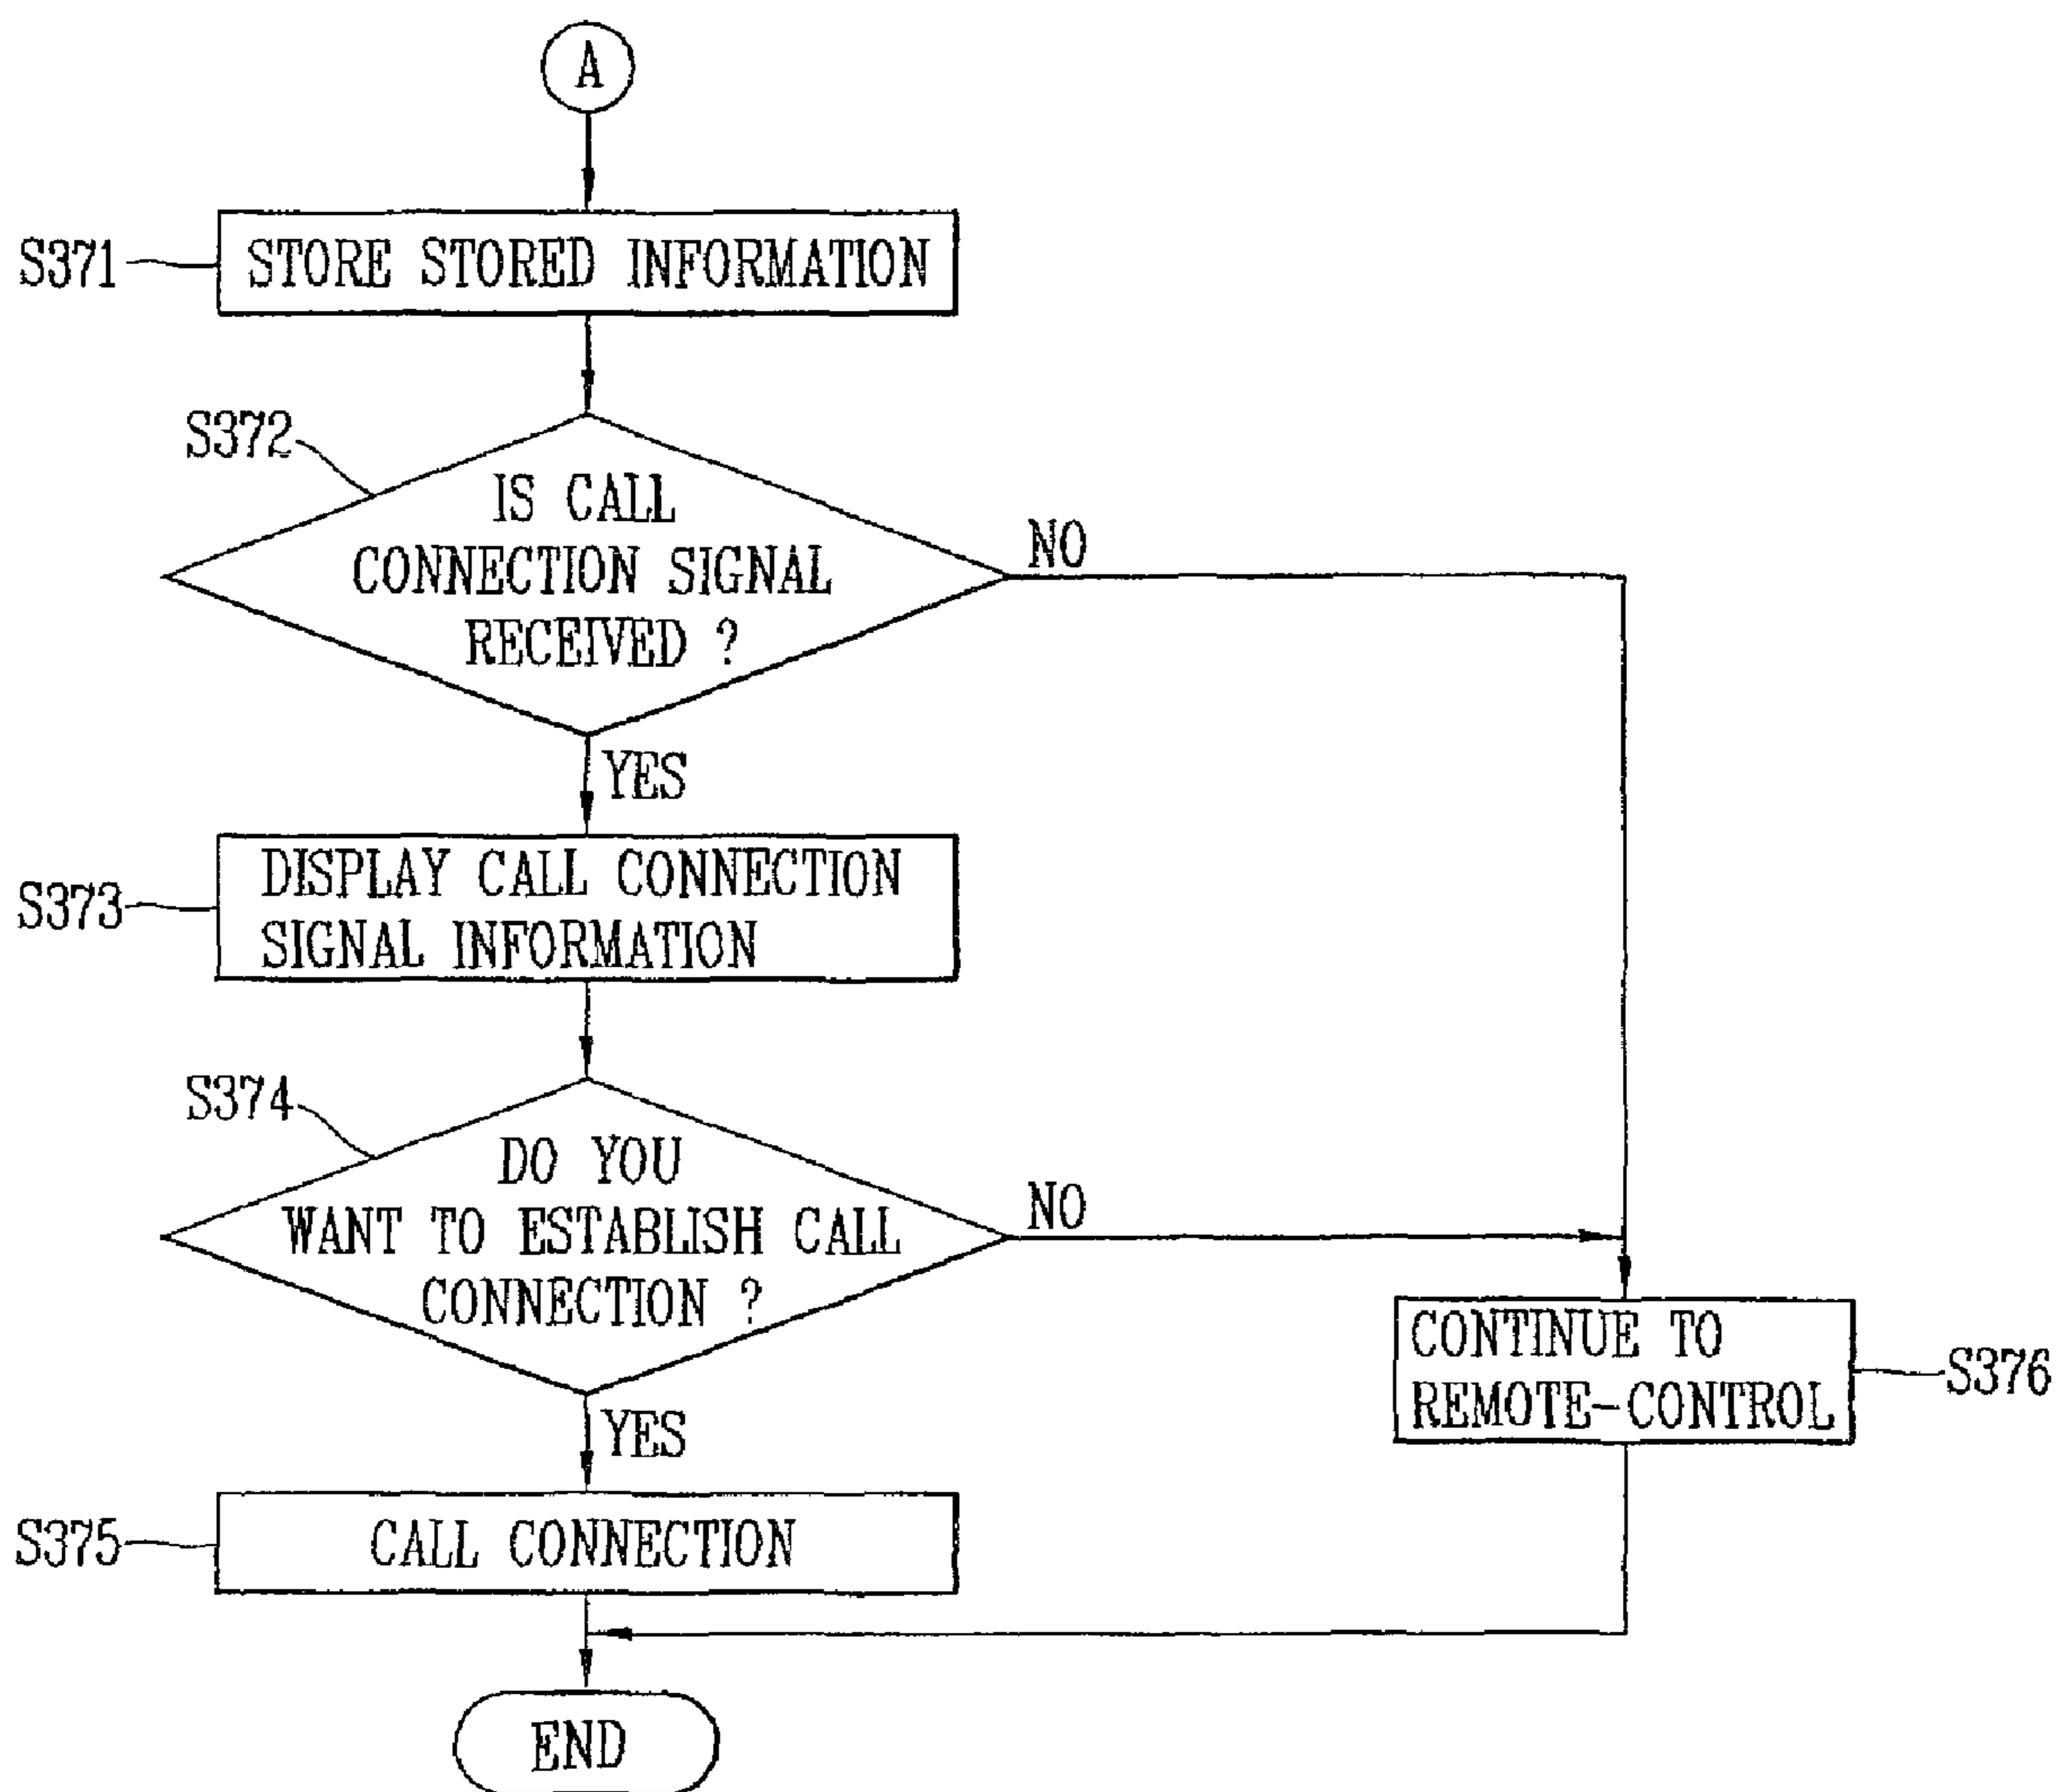 A
S371
STORE STORED INFORMATION
S372
IS CALL
CONNECTION SIGNAL
RECEIVED ?
NO
YES
S373
DISPLAY CALL CONNECTION
SIGNAL INFORMATION
S374
DO YOU
WANT TO ESTABLISH CALL
CONNECTION ?
NO
CONTINUE TO
REMOTE-CONTROL
S376
YES
S375
CALL CONNECTION
END